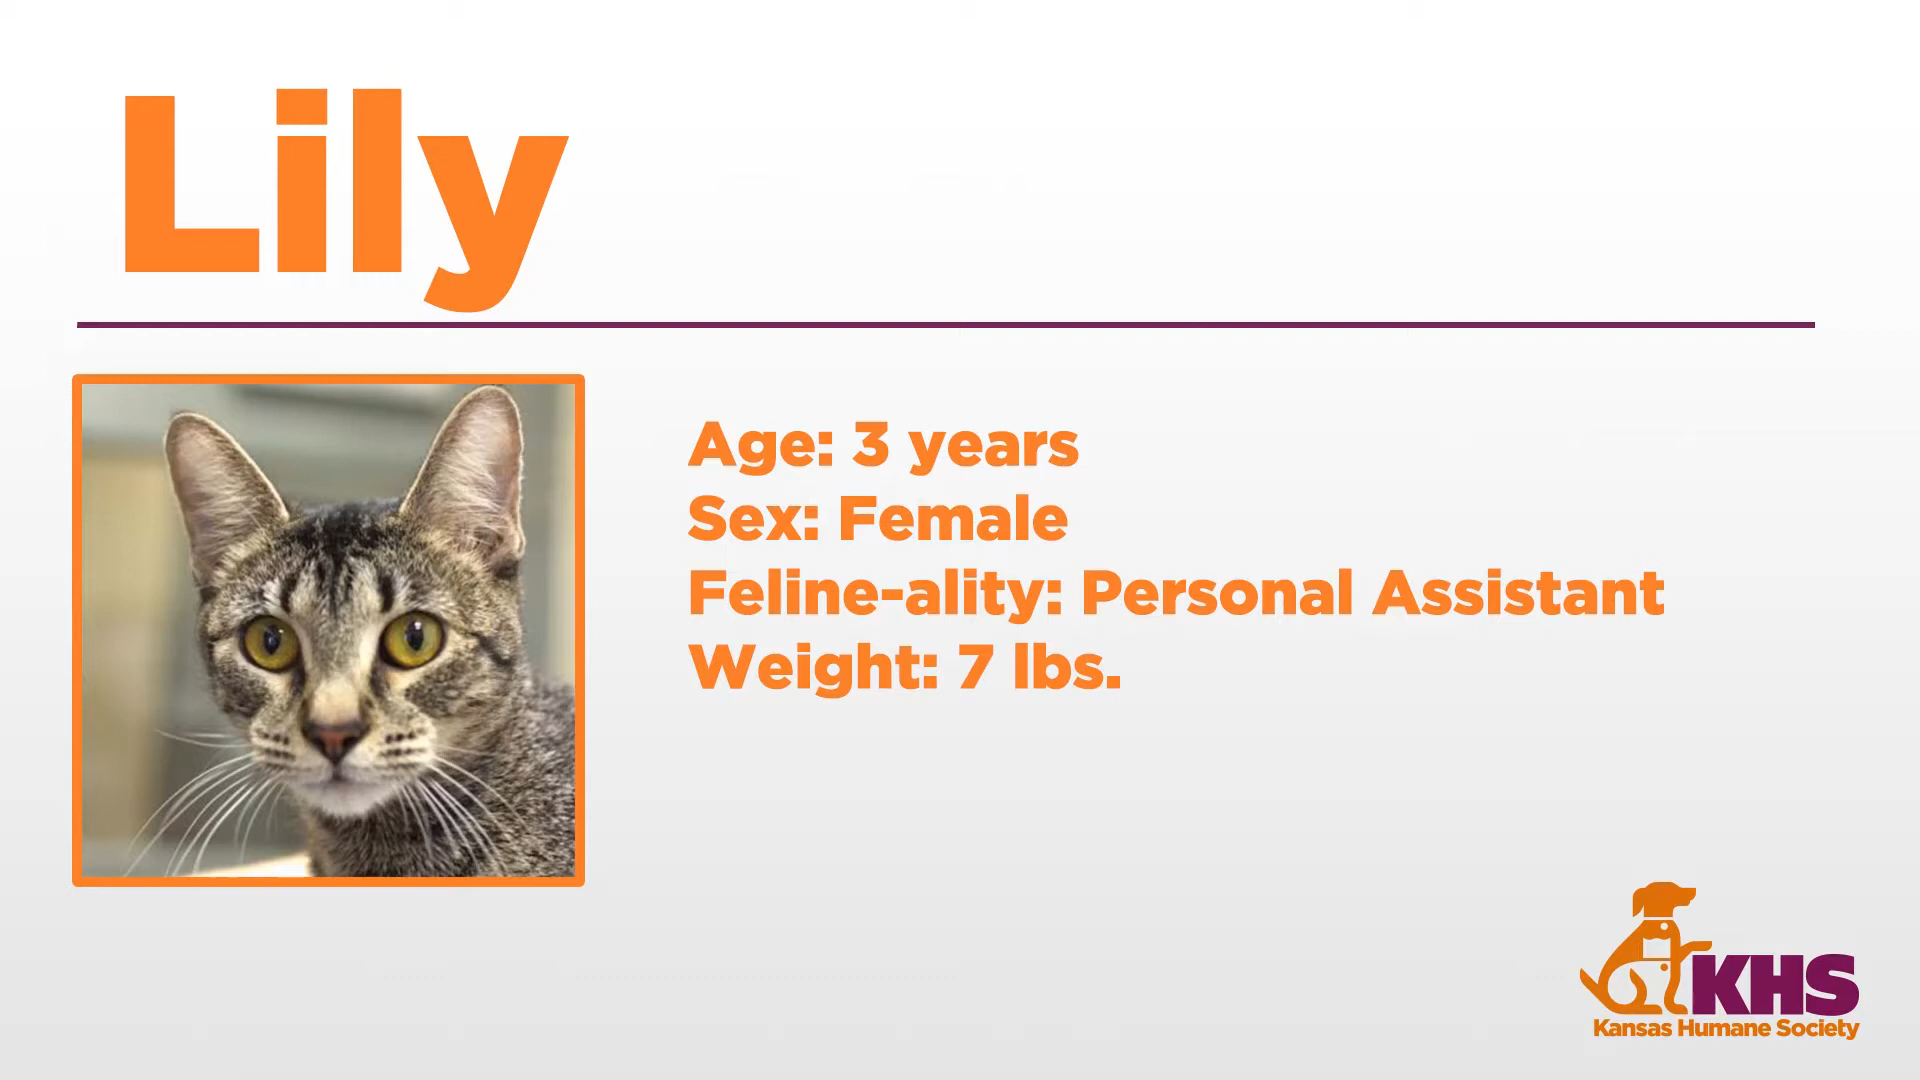 Lily
Age: 3 years
Sex: Female
Feline-ality: Personal Assistant
Weight: 7 lbs.
KHS
Kansas Humane Society